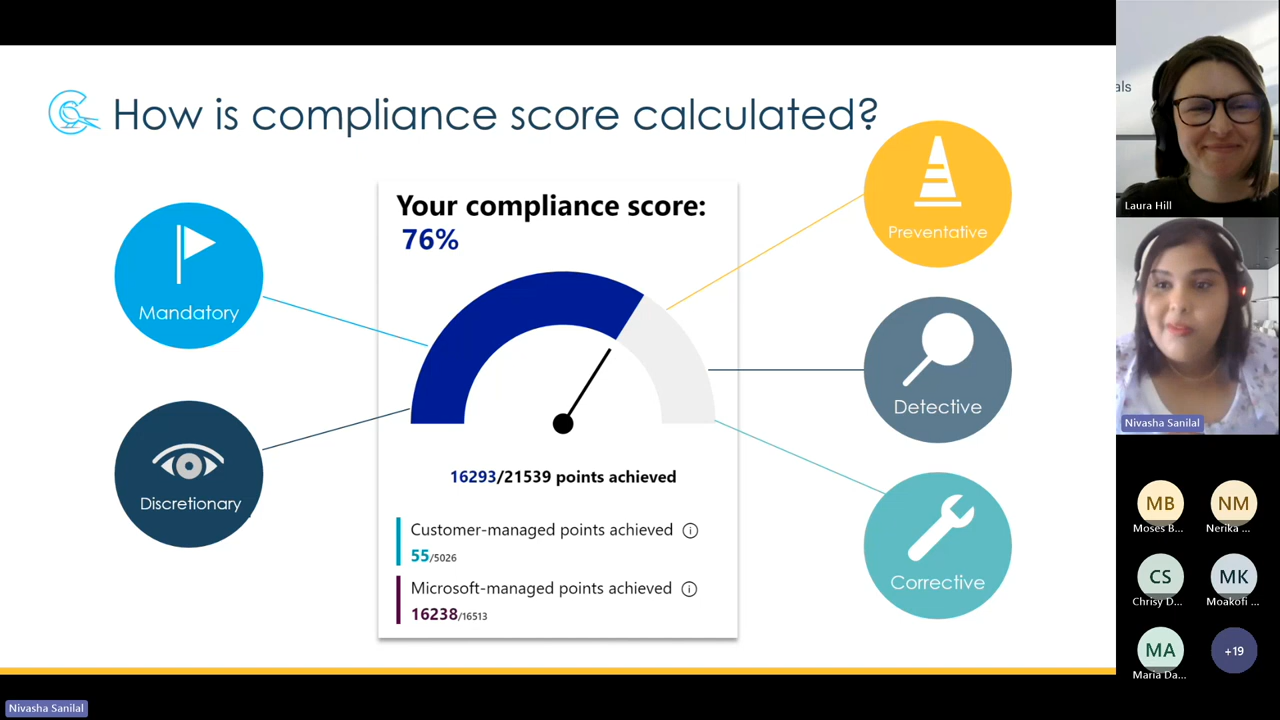 How is compliance score calculated?
Mandatory
Discretionary
Your compliance score:
76%
16293/21539 points achieved
Customer-managed points achieved
55/5026
Microsoft-managed points achieved
16238/16513
Preventative
Detective
Corrective
als
Laura Hill
Nivasha Sanilal
MB
Moses B...
NM
Nerika ...
CS
Chrisy D...
MK
Moakofi ...
MA
Maria Da...
+19
Nivasha Sanilal